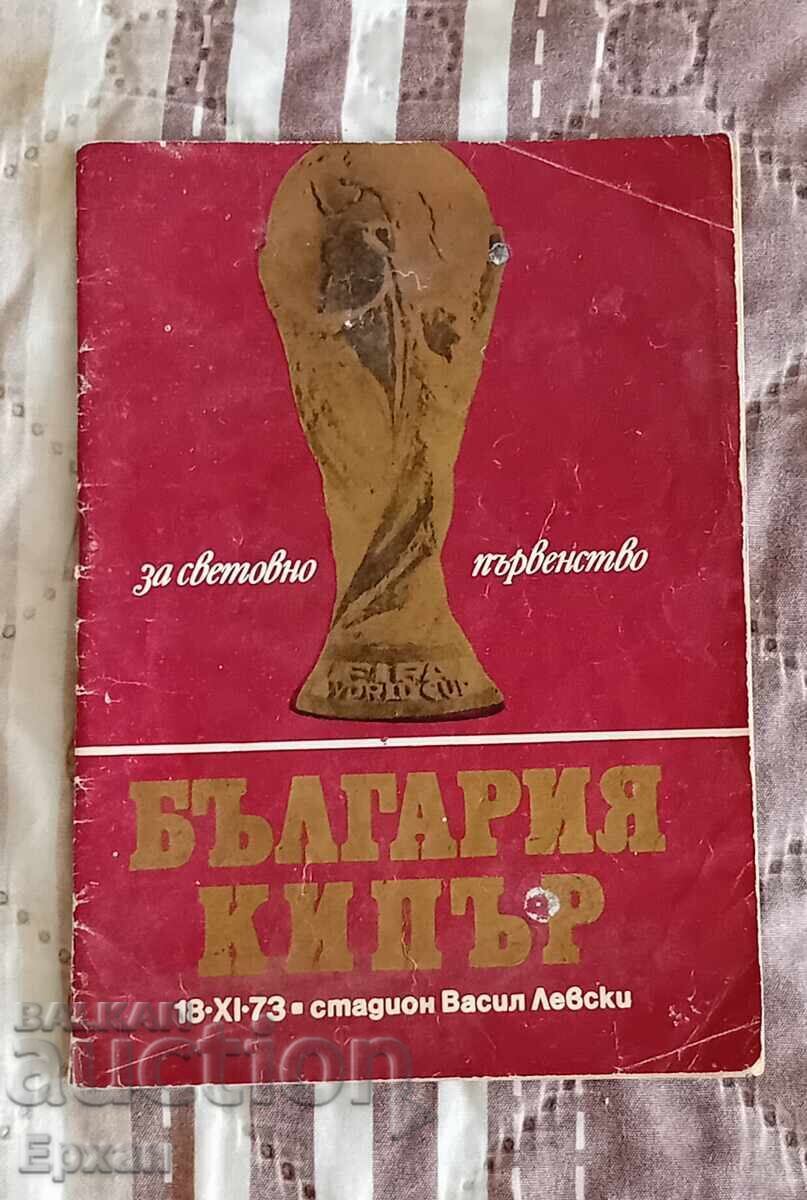 за световно първенство
FIFA
WORLD CUP
БЪЛГАРИЯ
КИПЪР
18·XI·73 ▪ стадион Васил Левски
BALKAN
auction
Ерхан